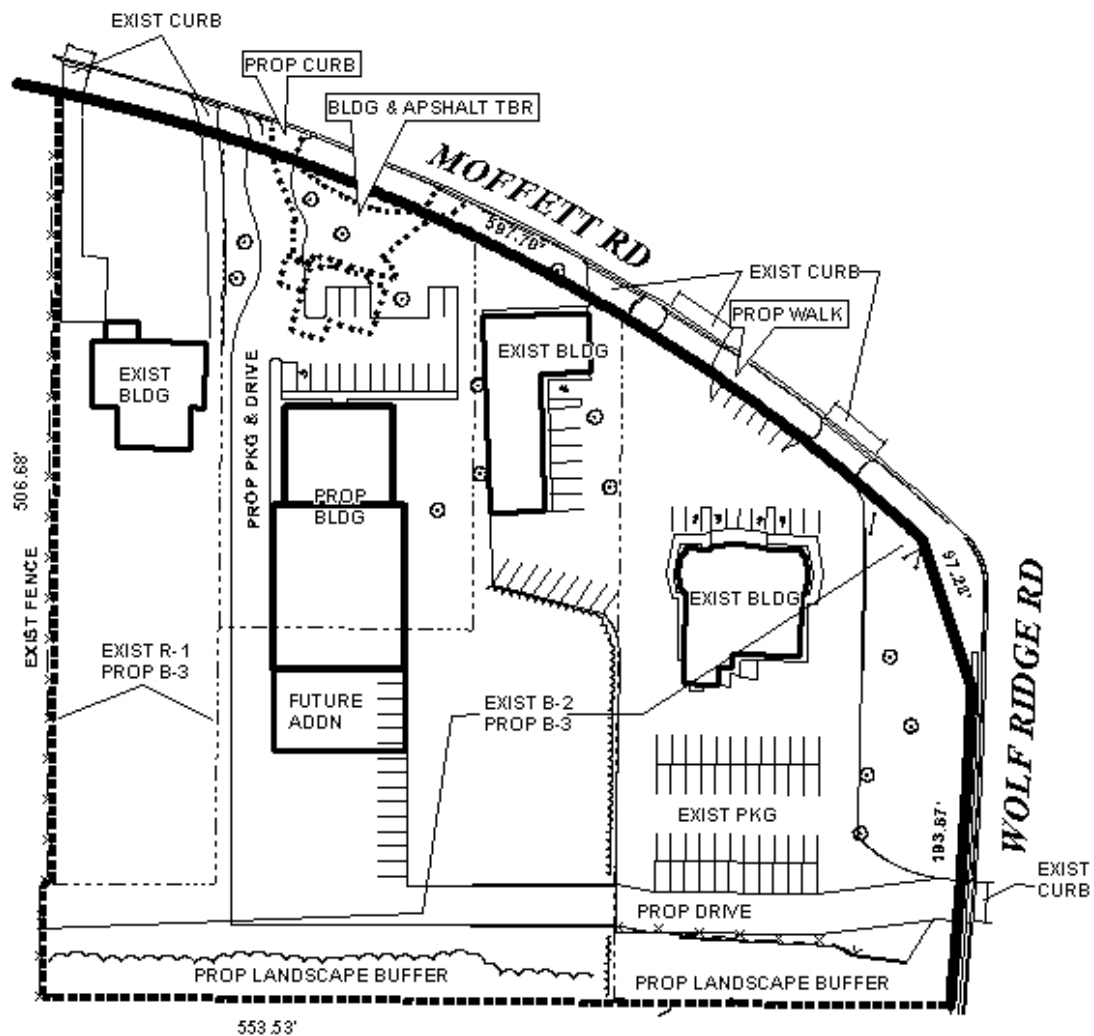 EXIST CURB
PROP CURB
BLDG & APSHALT TBR
MOFFETT RD
597.70'
EXIST CURB
PROP WALK
EXIST BLDG
EXIST
BLDG
PROP PKG & DRIVE
PROP
BLDG
506.68'
EXIST FENCE
EXIST BLDG
97.28'
WOLF RIDGE RD
EXIST R-1
PROP B-3
FUTURE
ADDN
EXIST B-2
PROP B-3
EXIST PKG
193.87'
EXIST
CURB
PROP DRIVE
PROP LANDSCAPE BUFFER
PROP LANDSCAPE BUFFER
553.53'